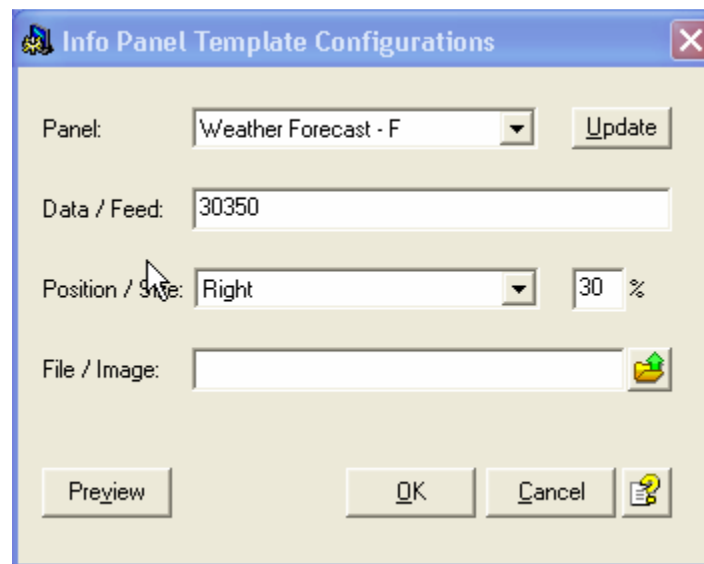 Info Panel Template Configurations
Panel: Weather Forecast - F Update
Data / Feed: 30350
Position / Size: Right 30 %
File / Image:
Preview OK Cancel